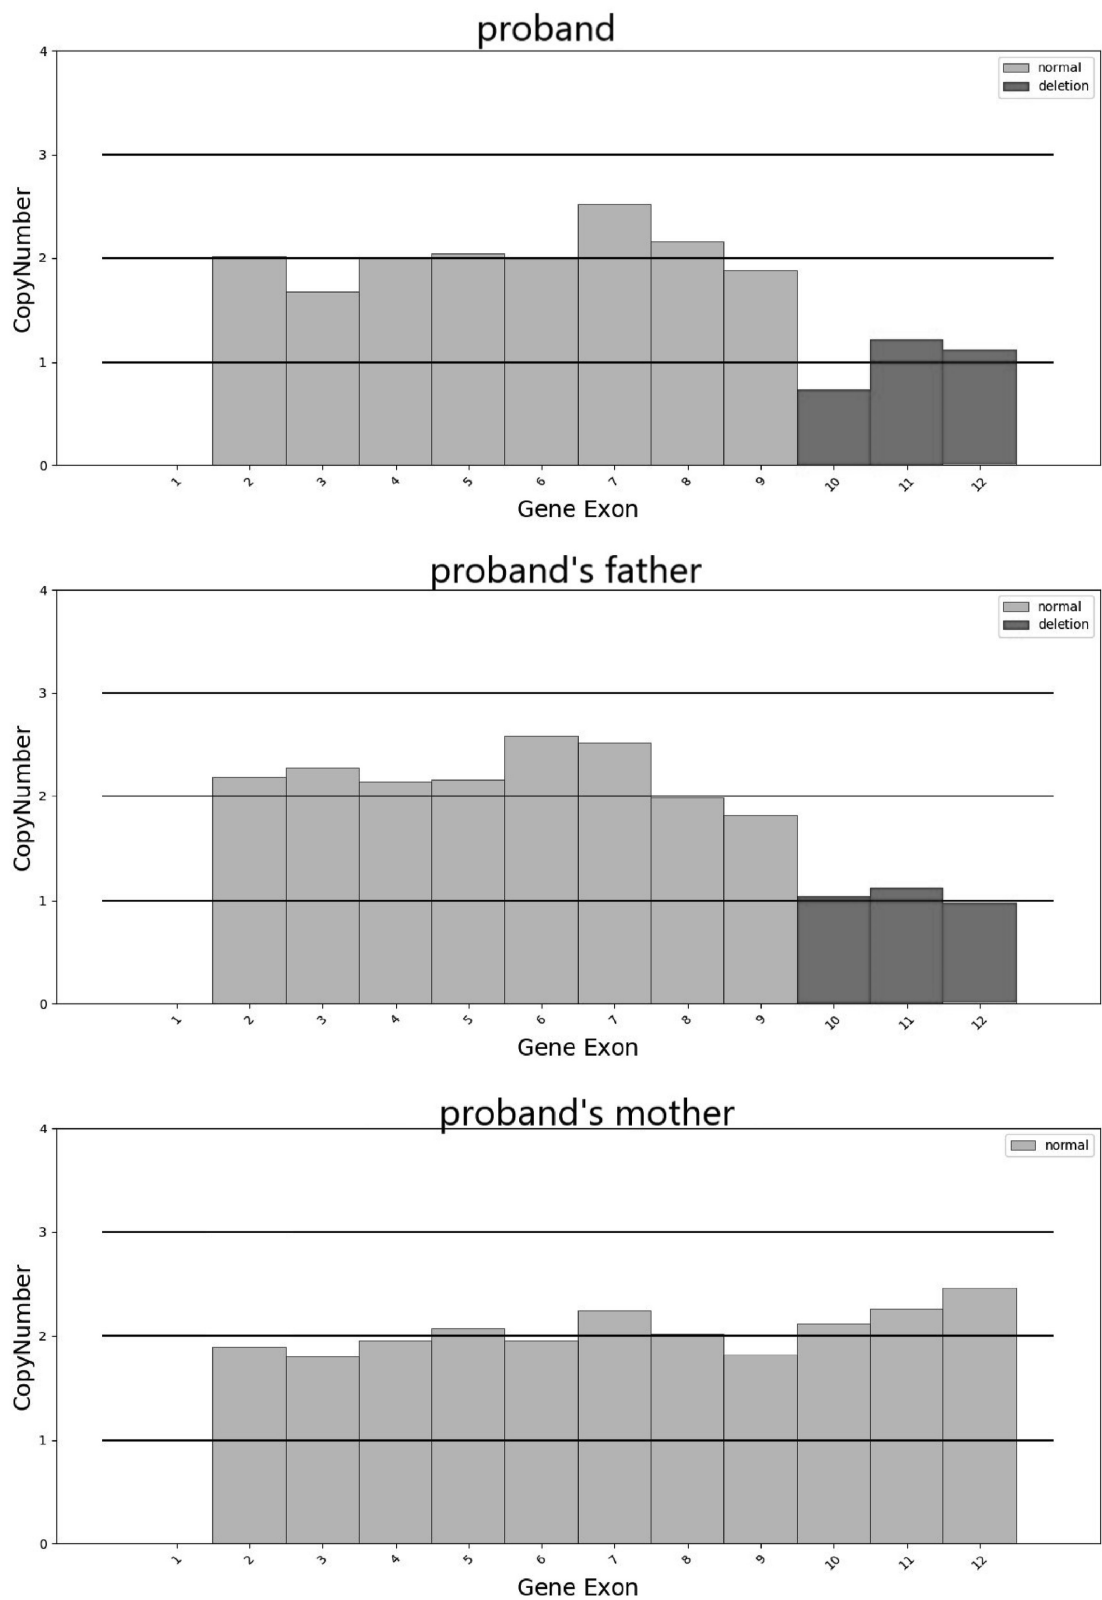 proband
4
3
2
1
0
CopyNumber
normal
deletion
1 2 3 4 5 6 7 8 9 10 11 12
Gene Exon
proband's father
4
3
2
1
0
CopyNumber
normal
deletion
1 2 3 4 5 6 7 8 9 10 11 12
Gene Exon
proband's mother
4
3
2
1
0
CopyNumber
normal
1 2 3 4 5 6 7 8 9 10 11 12
Gene Exon